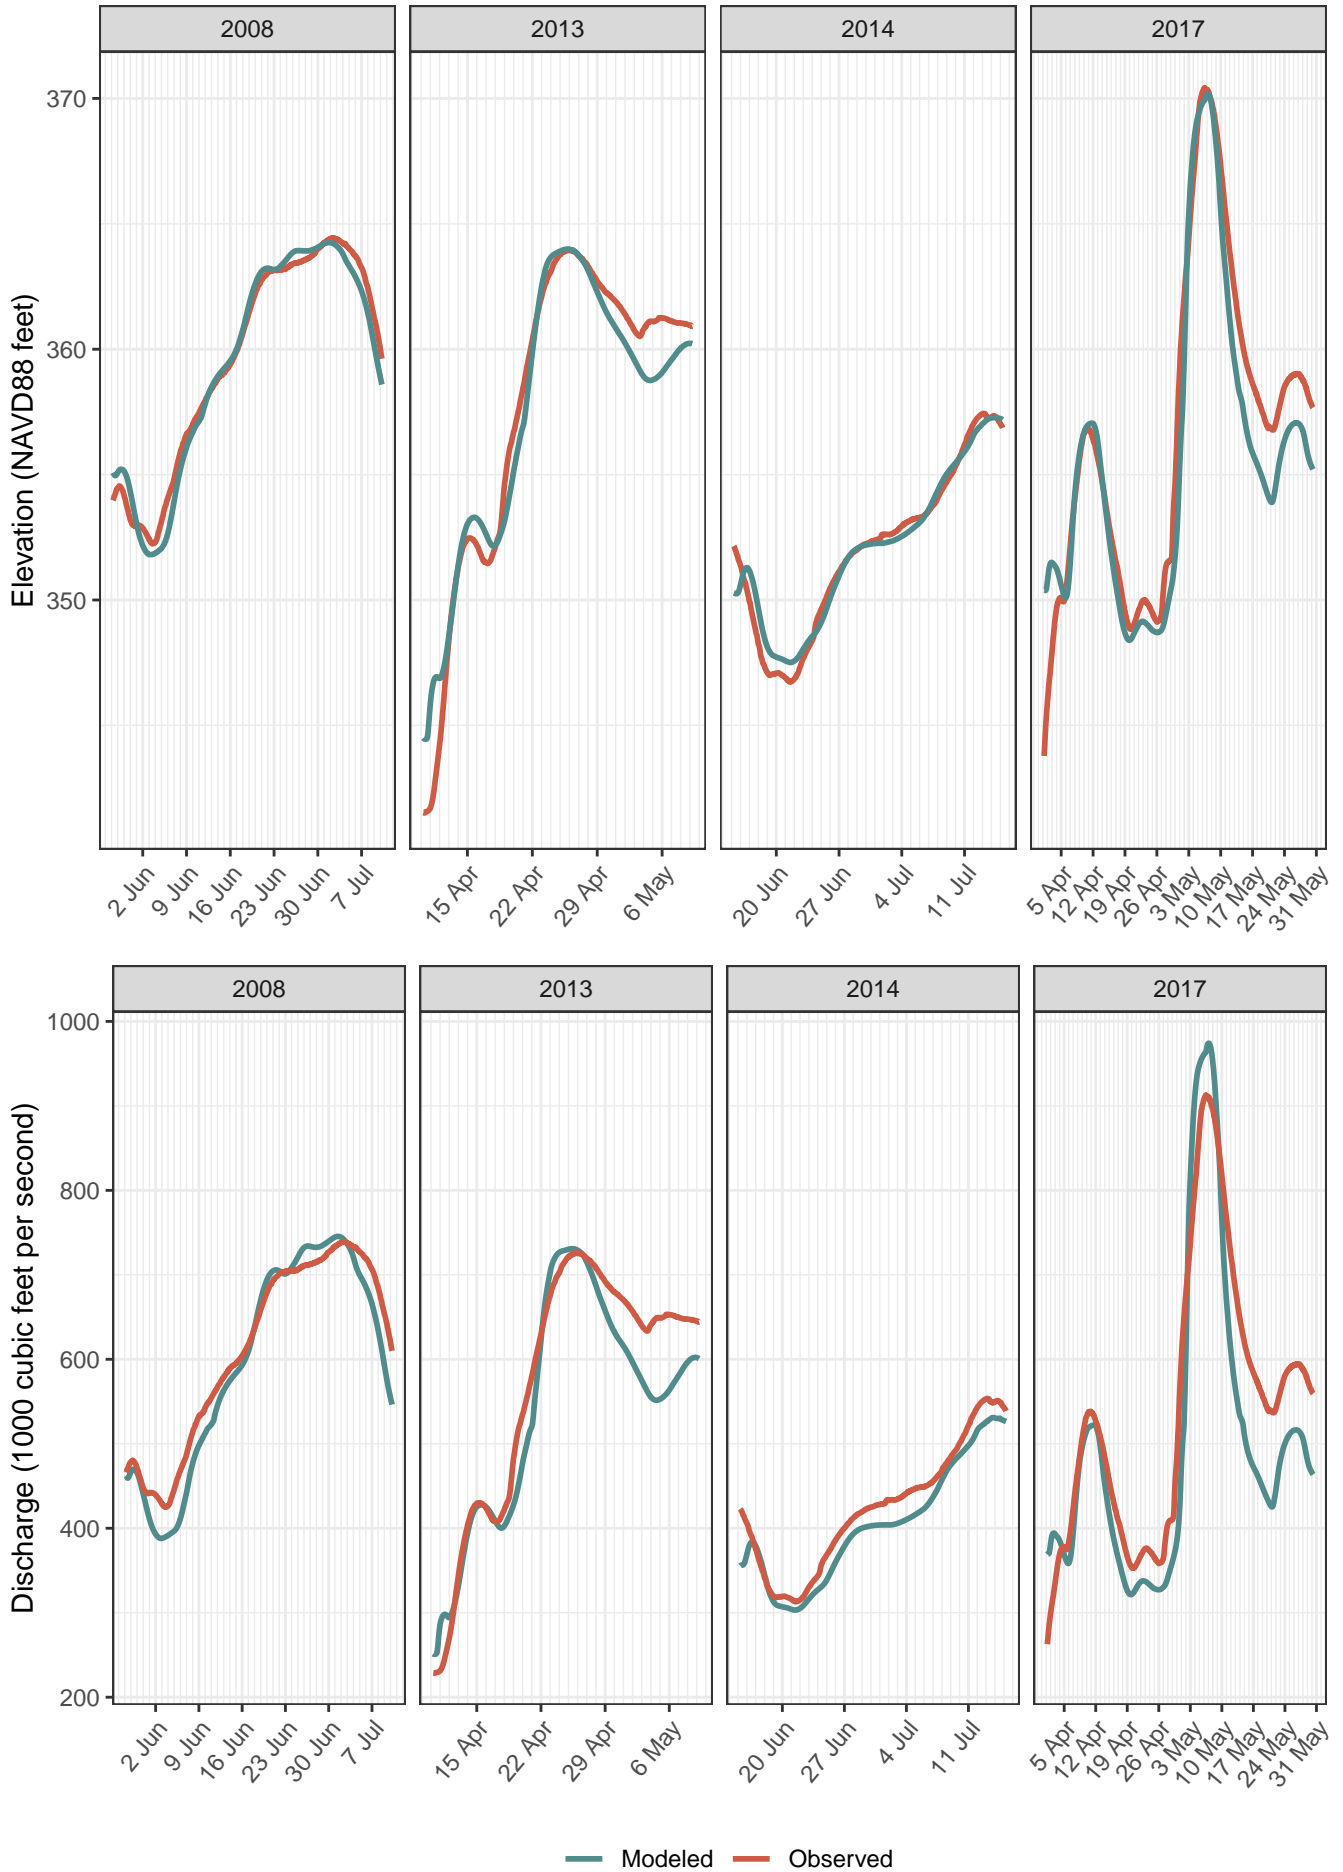 2008 2013 2014 2017
Elevation (NAVD88 feet)
370
360
350
2 Jun 9 Jun 16 Jun 23 Jun 30 Jun 7 Jul 15 Apr 22 Apr 29 Apr 6 May 20 Jun 27 Jun 4 Jul 11 Jul 5 Apr 12 Apr 19 Apr 26 Apr 3 May 10 May 17 May 24 May 31 May
2008 2013 2014 2017
Discharge (1000 cubic feet per second)
1000
800
600
400
200
2 Jun 9 Jun 16 Jun 23 Jun 30 Jun 7 Jul 15 Apr 22 Apr 29 Apr 6 May 20 Jun 27 Jun 4 Jul 11 Jul 5 Apr 12 Apr 19 Apr 26 Apr 3 May 10 May 17 May 24 May 31 May
Modeled Observed